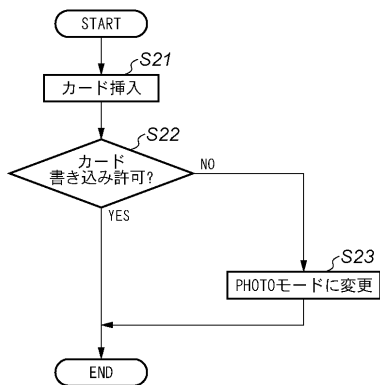 START
S21
カード挿入
S22
カード
書き込み許可?
NO
YES
S23
PHOTOモードに変更
END